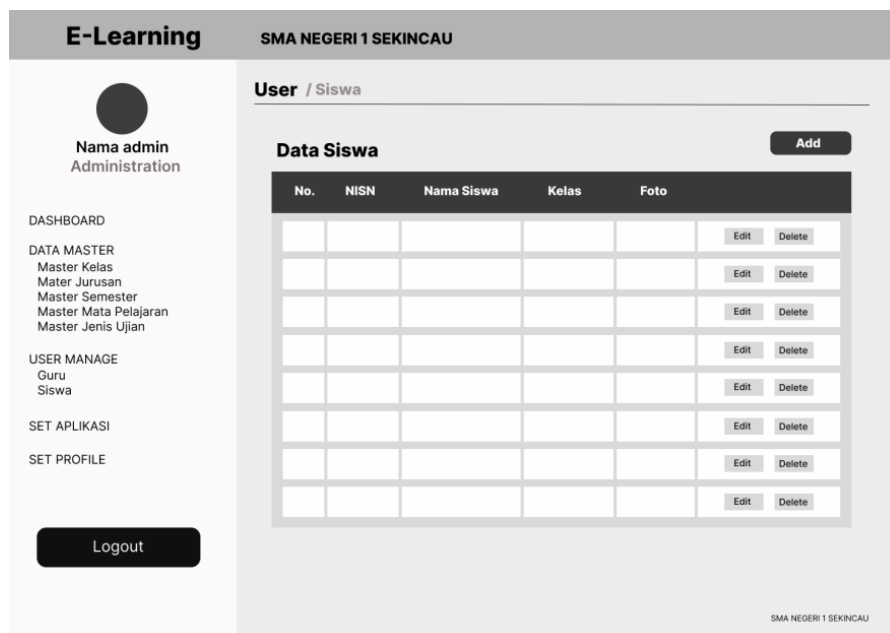 E-Learning
SMA NEGERI 1 SEKINCAU
Nama admin
Administration
DASHBOARD
DATA MASTER
Master Kelas
Mater Jurusan
Master Semester
Master Mata Pelajaran
Master Jenis Ujian
USER MANAGE
Guru
Siswa
SET APLIKASI
SET PROFILE
Logout
User / Siswa
Data Siswa
Add
No. NISN Nama Siswa Kelas Foto
Edit Delete
Edit Delete
Edit Delete
Edit Delete
Edit Delete
Edit Delete
Edit Delete
Edit Delete
SMA NEGERI 1 SEKINCAU